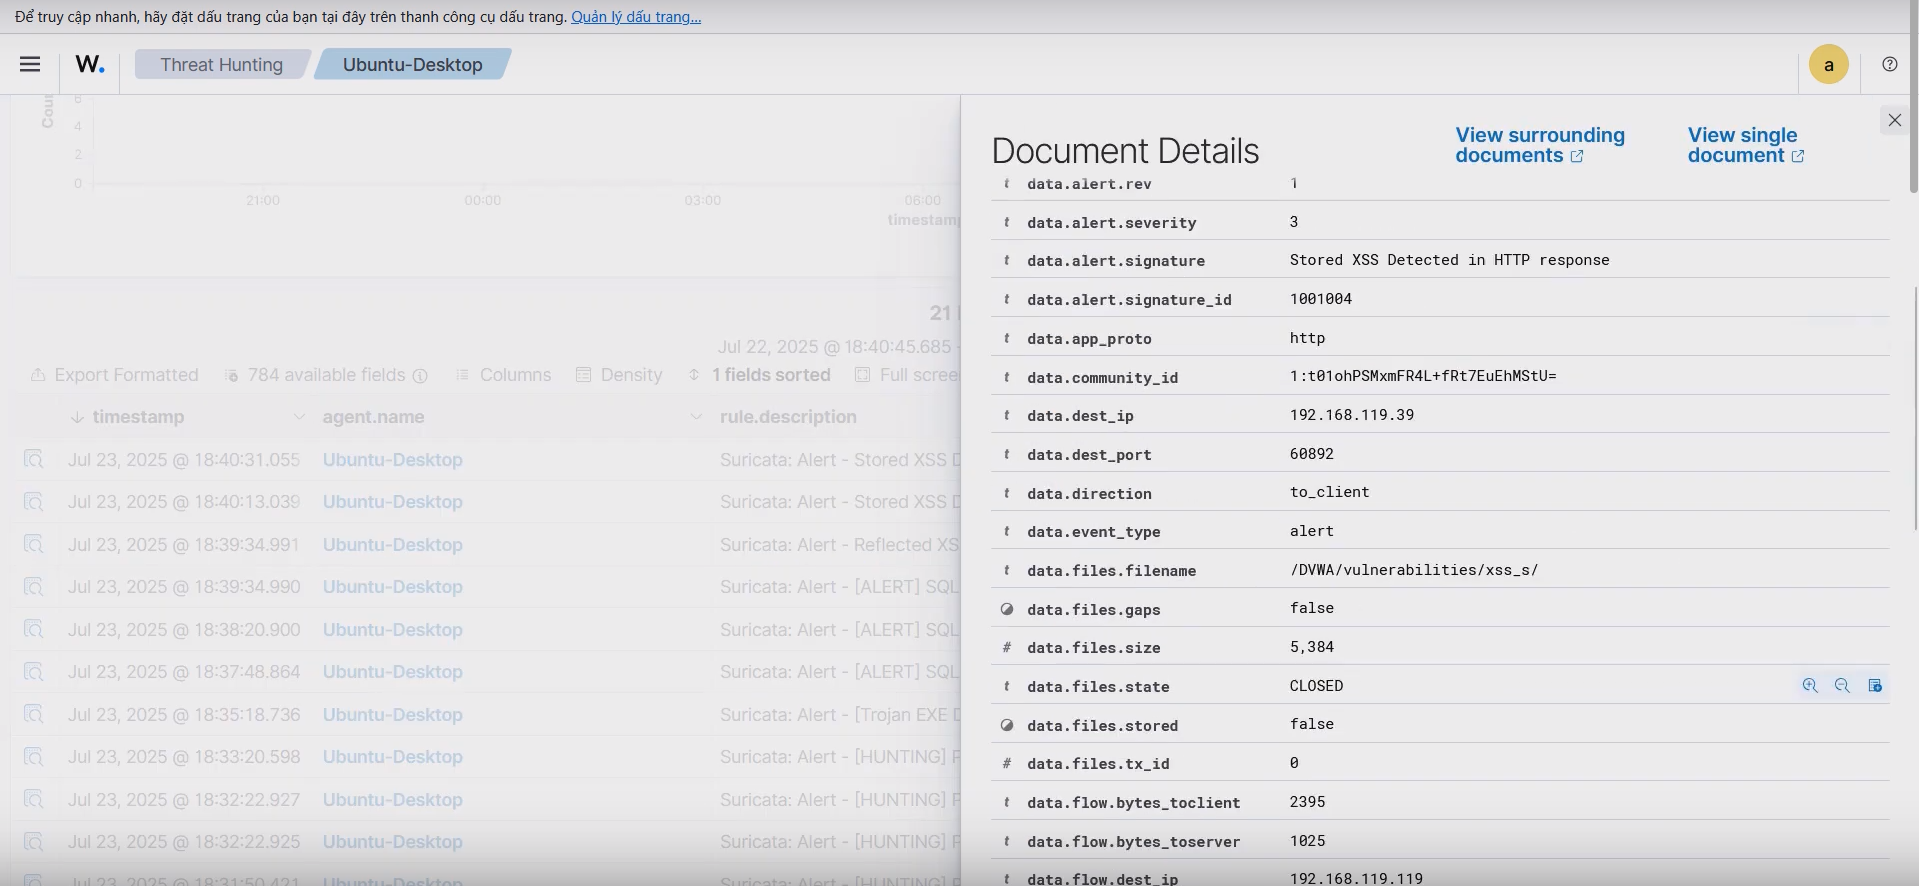 Để truy cập nhanh, hãy đặt dấu trang của bạn tại đây trên thanh công cụ dấu trang. Quản lý dấu trang...
W. Threat Hunting Ubuntu-Desktop a
6
4
2
0
21:00 00:00 03:00 06:00
21
Jul 22, 2025 @ 18:40:45.685 -
Export Formatted 784 available fields Columns Density 1 fields sorted Full
timestamp agent.name rule.description
Jul 23, 2025 @ 18:40:31.055 Ubuntu-Desktop Suricata: Alert - Stored XSS
Jul 23, 2025 @ 18:40:13.039 Ubuntu-Desktop Suricata: Alert - Stored XSS
Jul 23, 2025 @ 18:39:34.991 Ubuntu-Desktop Suricata: Alert - Reflected
Jul 23, 2025 @ 18:39:34.990 Ubuntu-Desktop Suricata: Alert - [ALERT]
Jul 23, 2025 @ 18:38:20.900 Ubuntu-Desktop Suricata: Alert - [ALERT]
Jul 23, 2025 @ 18:37:48.864 Ubuntu-Desktop Suricata: Alert - [ALERT]
Jul 23, 2025 @ 18:35:18.736 Ubuntu-Desktop Suricata: Alert - [Trojan EXE
Jul 23, 2025 @ 18:33:20.598 Ubuntu-Desktop Suricata: Alert - [HUNTING]
Jul 23, 2025 @ 18:32:22.927 Ubuntu-Desktop Suricata: Alert - [HUNTING]
Jul 23, 2025 @ 18:32:22.925 Ubuntu-Desktop Suricata: Alert - [HUNTING]
Jul 23, 2025 @ 18:31:50.421 Ubuntu-Desktop Suricata: Alert - [HUNTING]
Document Details
View surrounding
documents
View single
document
t data.alert.rev 1
t data.alert.severity 3
t data.alert.signature Stored XSS Detected in HTTP response
t data.alert.signature_id 1001004
t data.app_proto http
t data.community_id 1:t01ohPSMxmFR4L+fRt7EuEhMStU=
t data.dest_ip 192.168.119.39
t data.dest_port 60892
t data.direction to_client
t data.event_type alert
t data.files.filename /DVWA/vulnerabilities/xss_s/
data.files.gaps false
# data.files.size 5,384
t data.files.state CLOSED
data.files.stored false
# data.files.tx_id 0
t data.flow.bytes_toclient 2395
t data.flow.bytes_toserver 1025
t data.flow.dest_ip 192.168.119.119